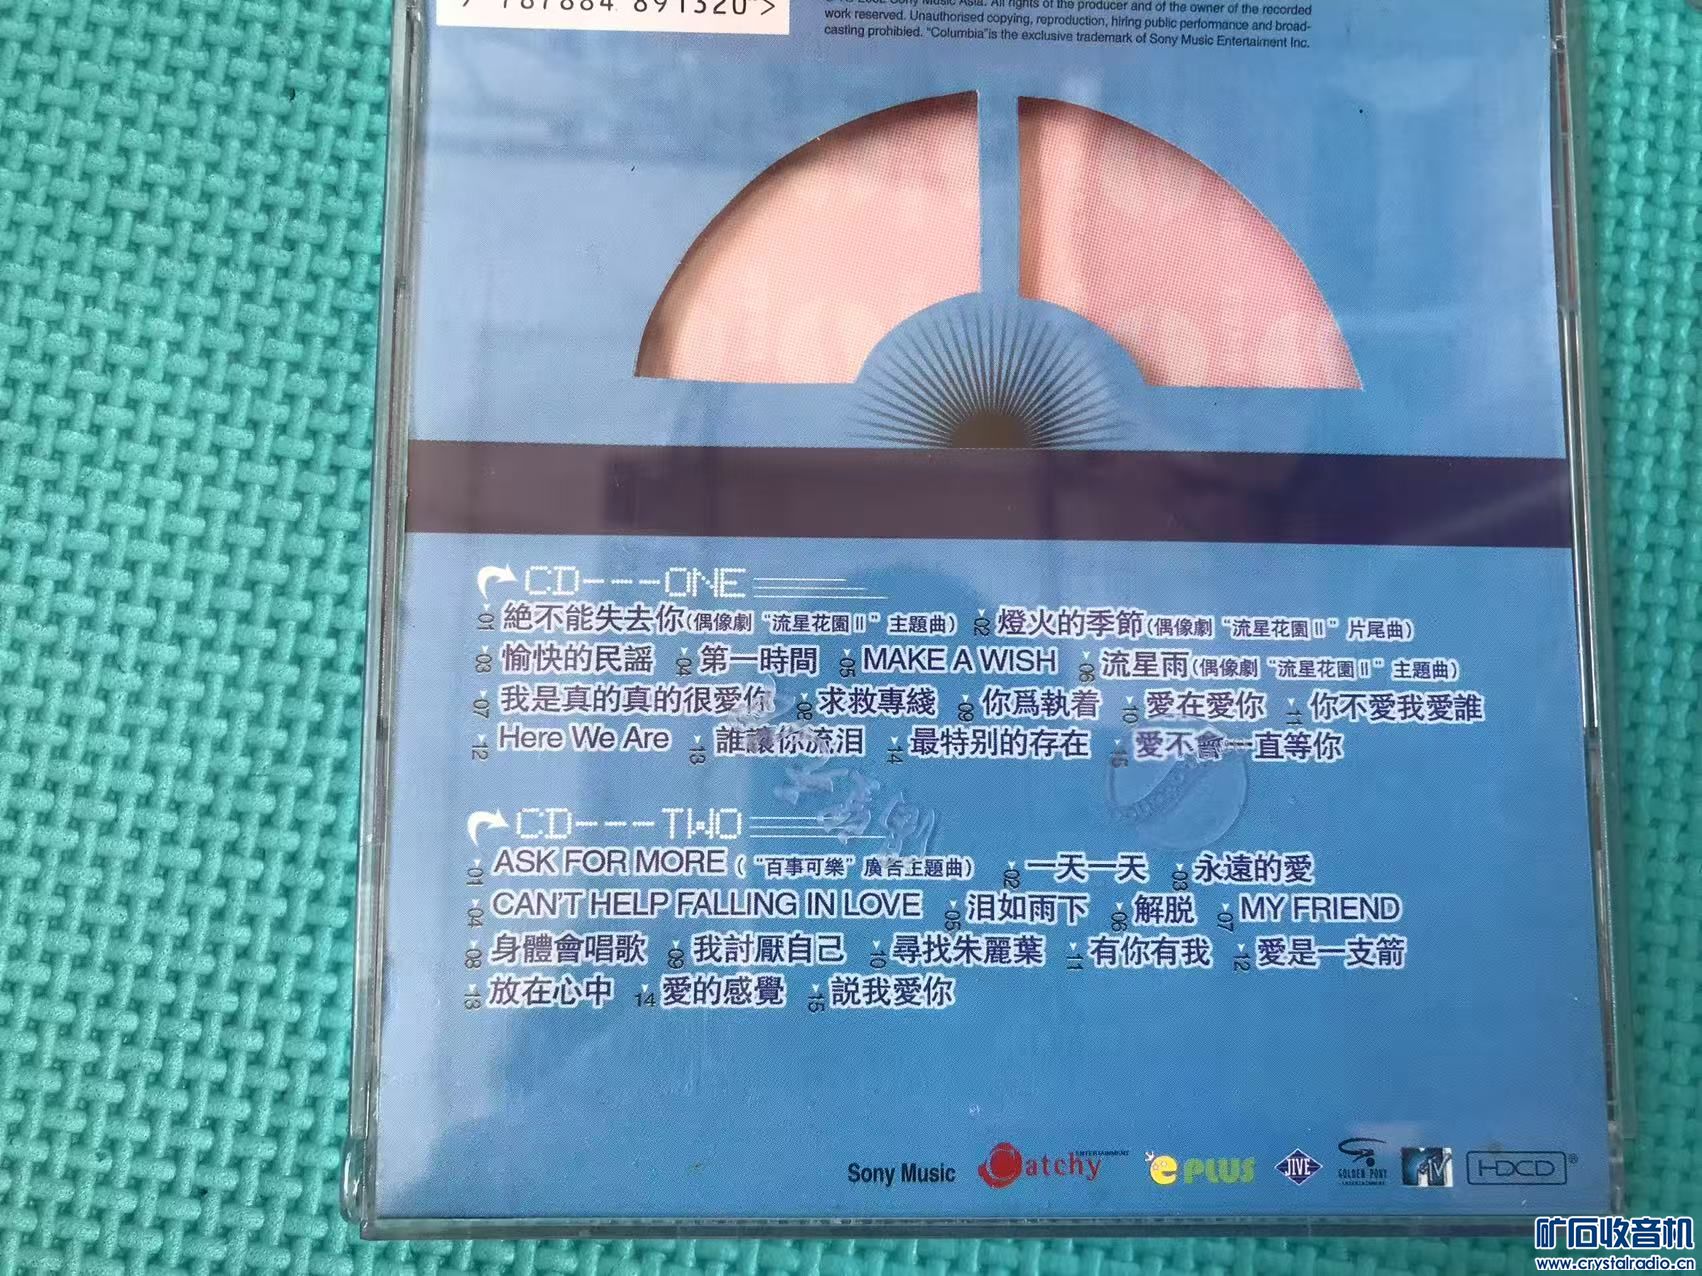 787884 891320 >
2002 Sony Music Asia. All rights of the producer and of the owner of the recorded
work reserved. Unauthorised copying, reproduction, hiring public performance and broad-
casting prohibied. "Columbia"is the exclusive trademark of Sony Music Entertaiment Inc.
CD---ONE
01 絕不能失去你(偶像劇“流星花園II”主題曲) 02 燈火的季節(偶像劇“流星花園II”片尾曲)
03 愉快的民謠 04 第一時間 05 MAKE A WISH 06 流星雨(偶像劇“流星花園II”主題曲)
07 我是真的真的很愛你 08 求救專綫 09 你爲執着 10 愛在愛你 11 你不愛我愛誰
12 Here We Are 13 誰讓你流泪 14 最特别的存在 15 愛不會一直等你
CD---TWO
01 ASK FOR MORE (“百事可樂”廣告主題曲) 02 一天一天 03 永遠的愛
04 CAN'T HELP FALLING IN LOVE 05 泪如雨下 06 解脱 07 MY FRIEND
08 身體會唱歌 09 我討厭自己 10 尋找朱麗葉 11 有你有我 12 愛是一支箭
13 放在心中 14 愛的感覺 15 説我愛你
Sony Music Catchy ENTERTAINMENT e PLUS JIVE GOLDEN PONY ENTERTAINMENT MTV HDCD®
矿石收音机
www.crystalradio.cn